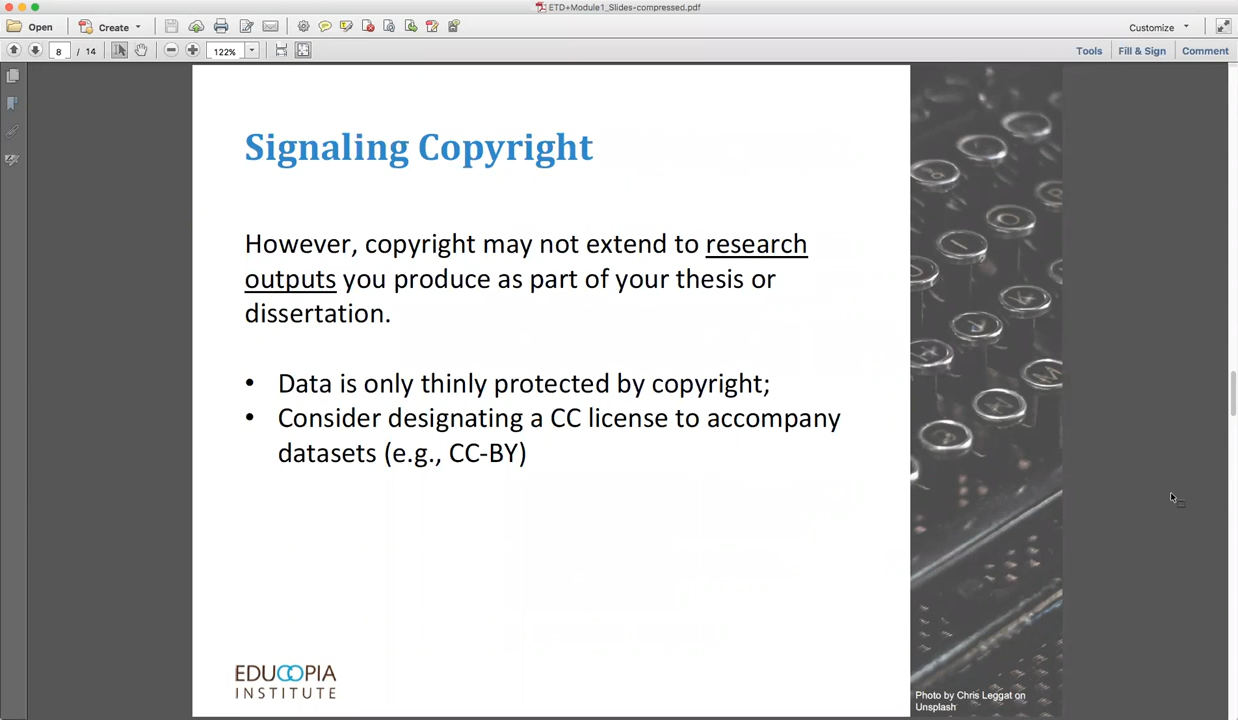 ETD+Module1_Slides-compressed.pdf
Open
Create
Customize
8 / 14
122%
Tools
Fill & Sign
Comment
Signaling Copyright
However, copyright may not extend to research
outputs you produce as part of your thesis or
dissertation.
• Data is only thinly protected by copyright;
• Consider designating a CC license to accompany
datasets (e.g., CC-BY)
EDUCOPIA
INSTITUTE
Photo by Chris Leggat on
Unsplash